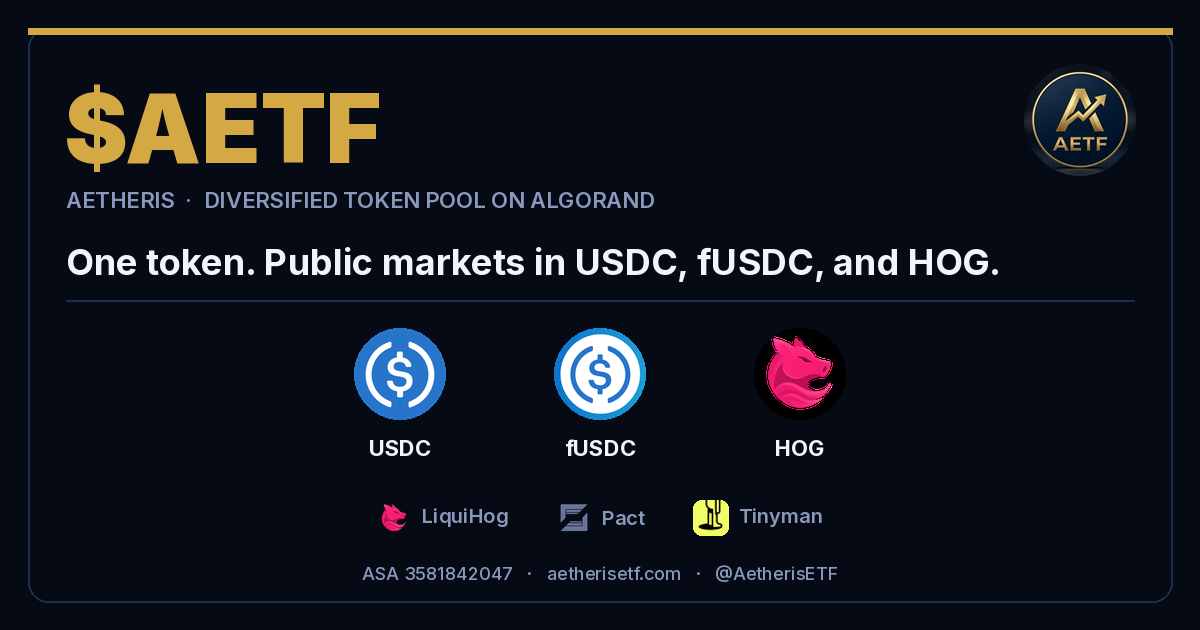 $AETF
AETF
AETHERIS · DIVERSIFIED TOKEN POOL ON ALGORAND
One token. Public markets in USDC, fUSDC, and HOG.
USDC fUSDC HOG
LiquiHog Pact Tinyman
ASA 3581842047 · aetherisetf.com · @AetherisETF